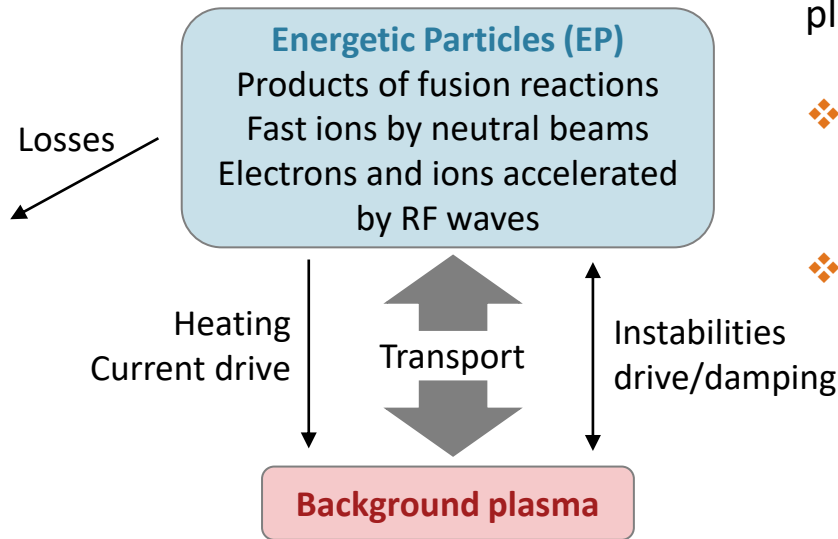 pl
Energetic Particles (EP)
Products of fusion reactions
Fast ions by neutral beams
Electrons and ions accelerated
by RF waves
Losses
Heating
Current drive
Transport
Instabilities
drive/damping
Background plasma